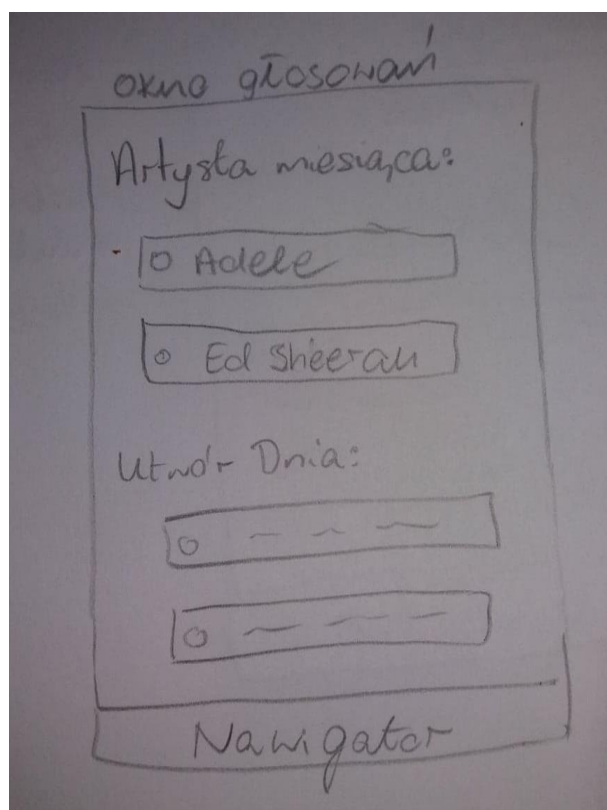 okno głosowań
Artysta miesiąca:
Adele
Ed Sheeran
Utwór Dnia:
Nawigator